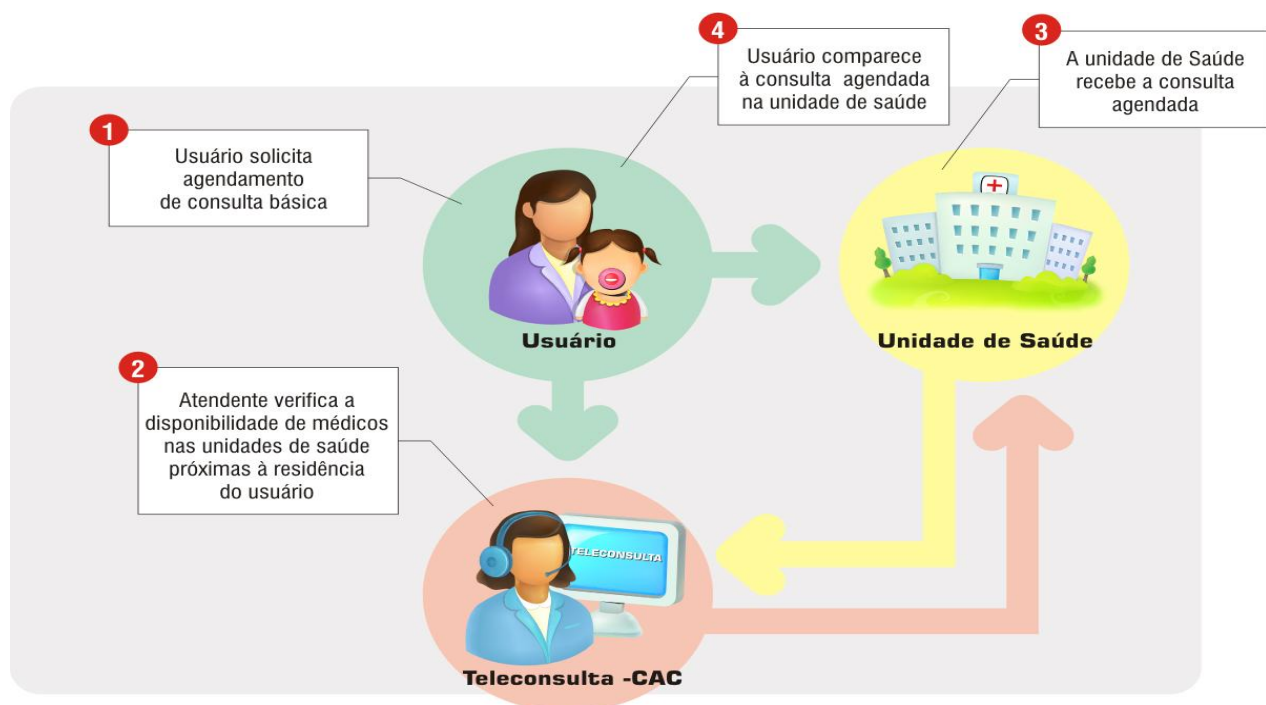 1
Usuário solicita
agendamento
de consulta básica
4
Usuário comparece
à consulta agendada
na unidade de saúde
3
A unidade de Saúde
recebe a consulta
agendada
Usuário
Unidade de Saúde
2
Atendente verifica a
disponibilidade de médicos
nas unidades de saúde
próximas à residência
do usuário
TELECONSULTA
Teleconsulta -CAC